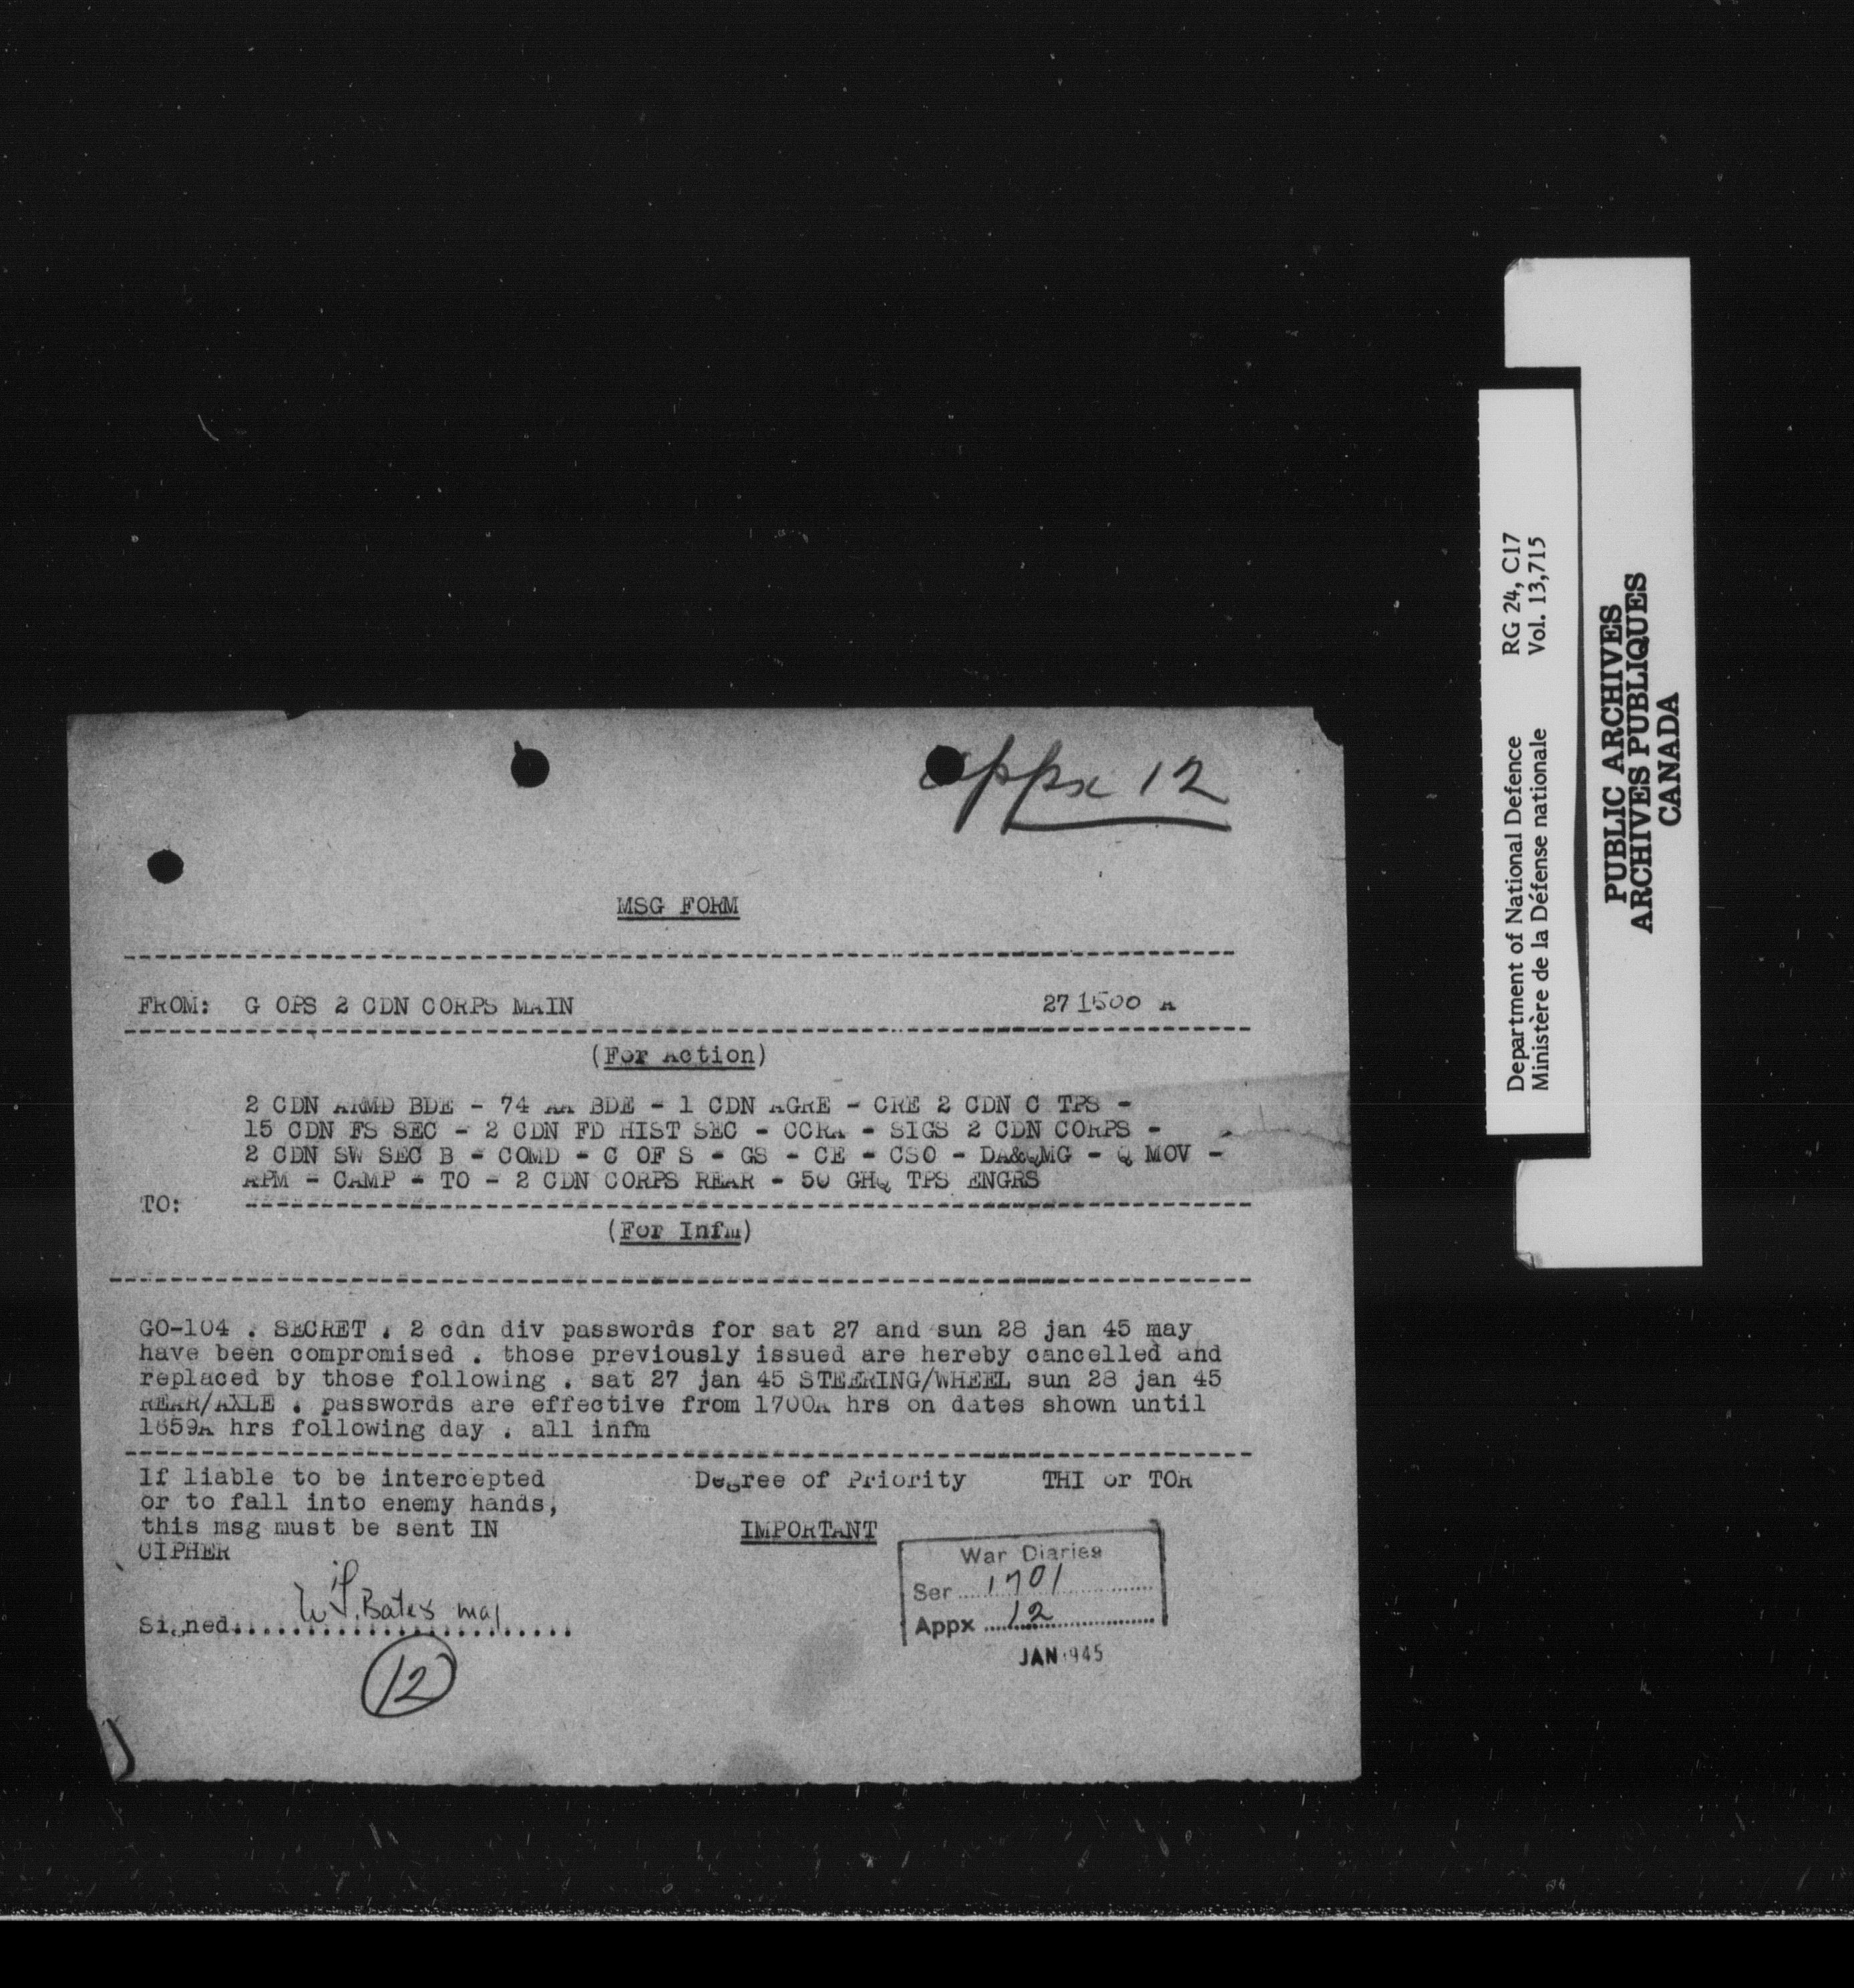 appx 12
MSG FORM
FROM: G OPS 2 CDN CORPS MAIN 27 1500 A
(For Action)
2 CDN ARMD BDE - 74 AA BDE - 1 CDN AGRE - CRE 2 CDN C TPS -
15 CDN FS SEC - 2 CDN FD HIST SEC - CCRA - SIGS 2 CDN CORPS -
2 CDN SW SEC B - COMD - C OF S - GS - CE - CSO - DA&QMG - Q MOV -
APM - CAMP - TO - 2 CDN CORPS REAR - 50 GHQ TPS ENGRS
TO:
(For Infm)
GO-104 . SECRET . 2 cdn div passwords for sat 27 and sun 28 jan 45 may
have been compromised . those previously issued are hereby cancelled and
replaced by those following . sat 27 jan 45 STEERING/WHEEL sun 28 jan 45
REAR/AXLE . passwords are effective from 1700A hrs on dates shown until
1659A hrs following day . all infm
If liable to be intercepted Degree of Priority THI or TOR
or to fall into enemy hands,
this msg must be sent IN IMPORTANT
CIPHER
War Diaries
Ser 1701
Appx 12
JAN 1945
Signed Bates maj
12
Department of National Defence RG 24, C17
Ministère de la Défense nationale Vol. 13,715
PUBLIC ARCHIVES
ARCHIVES PUBLIQUES
CANADA